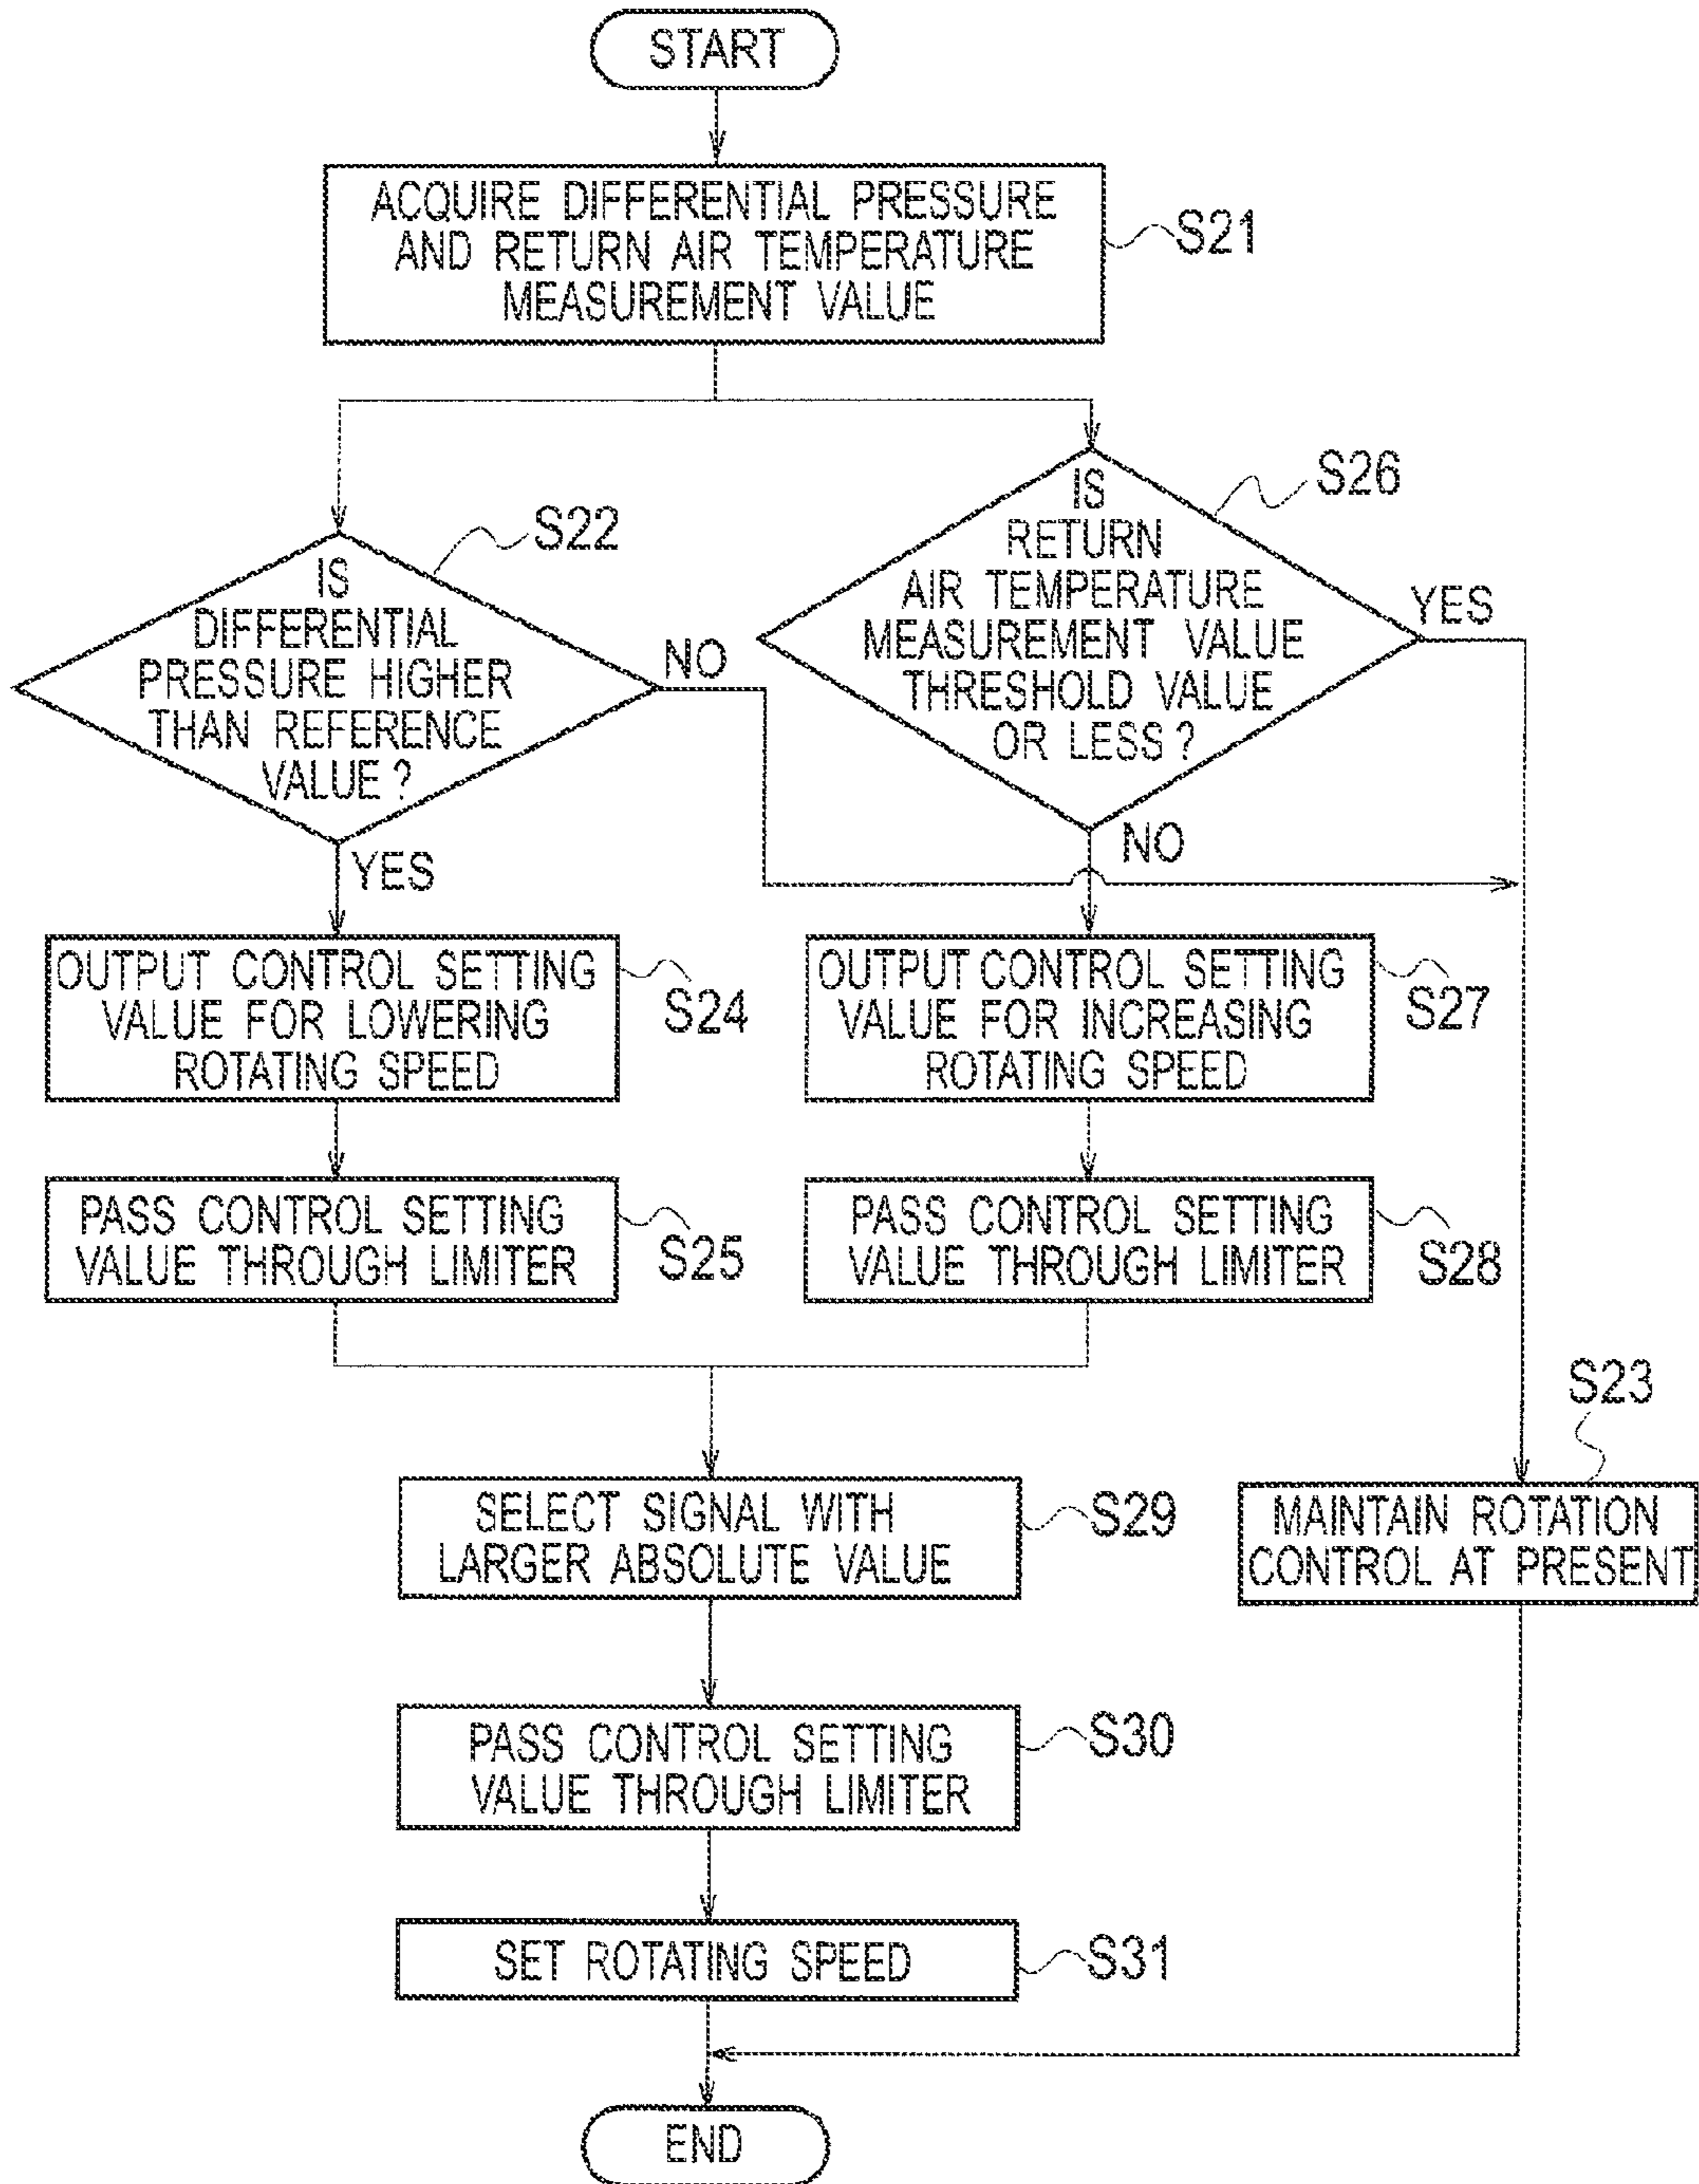 START
ACQUIRE DIFFERENTIAL PRESSURE
AND RETURN AIR TEMPERATURE
MEASUREMENT VALUE
S21
IS
DIFFERENTIAL
PRESSURE HIGHER
THAN REFERENCE
VALUE?
S22
NO
YES
IS
RETURN
AIR TEMPERATURE
MEASUREMENT VALUE
THRESHOLD VALUE
OR LESS?
S26
YES
NO
OUTPUT CONTROL SETTING
VALUE FOR LOWERING
ROTATING SPEED
S24
OUTPUT CONTROL SETTING
VALUE FOR INCREASING
ROTATING SPEED
S27
PASS CONTROL SETTING
VALUE THROUGH LIMITER
S25
PASS CONTROL SETTING
VALUE THROUGH LIMITER
S28
SELECT SIGNAL WITH
LARGER ABSOLUTE VALUE
S29
S23
MAINTAIN ROTATION
CONTROL AT PRESENT
PASS CONTROL SETTING
VALUE THROUGH LIMITER
S30
SET ROTATING SPEED
S31
END